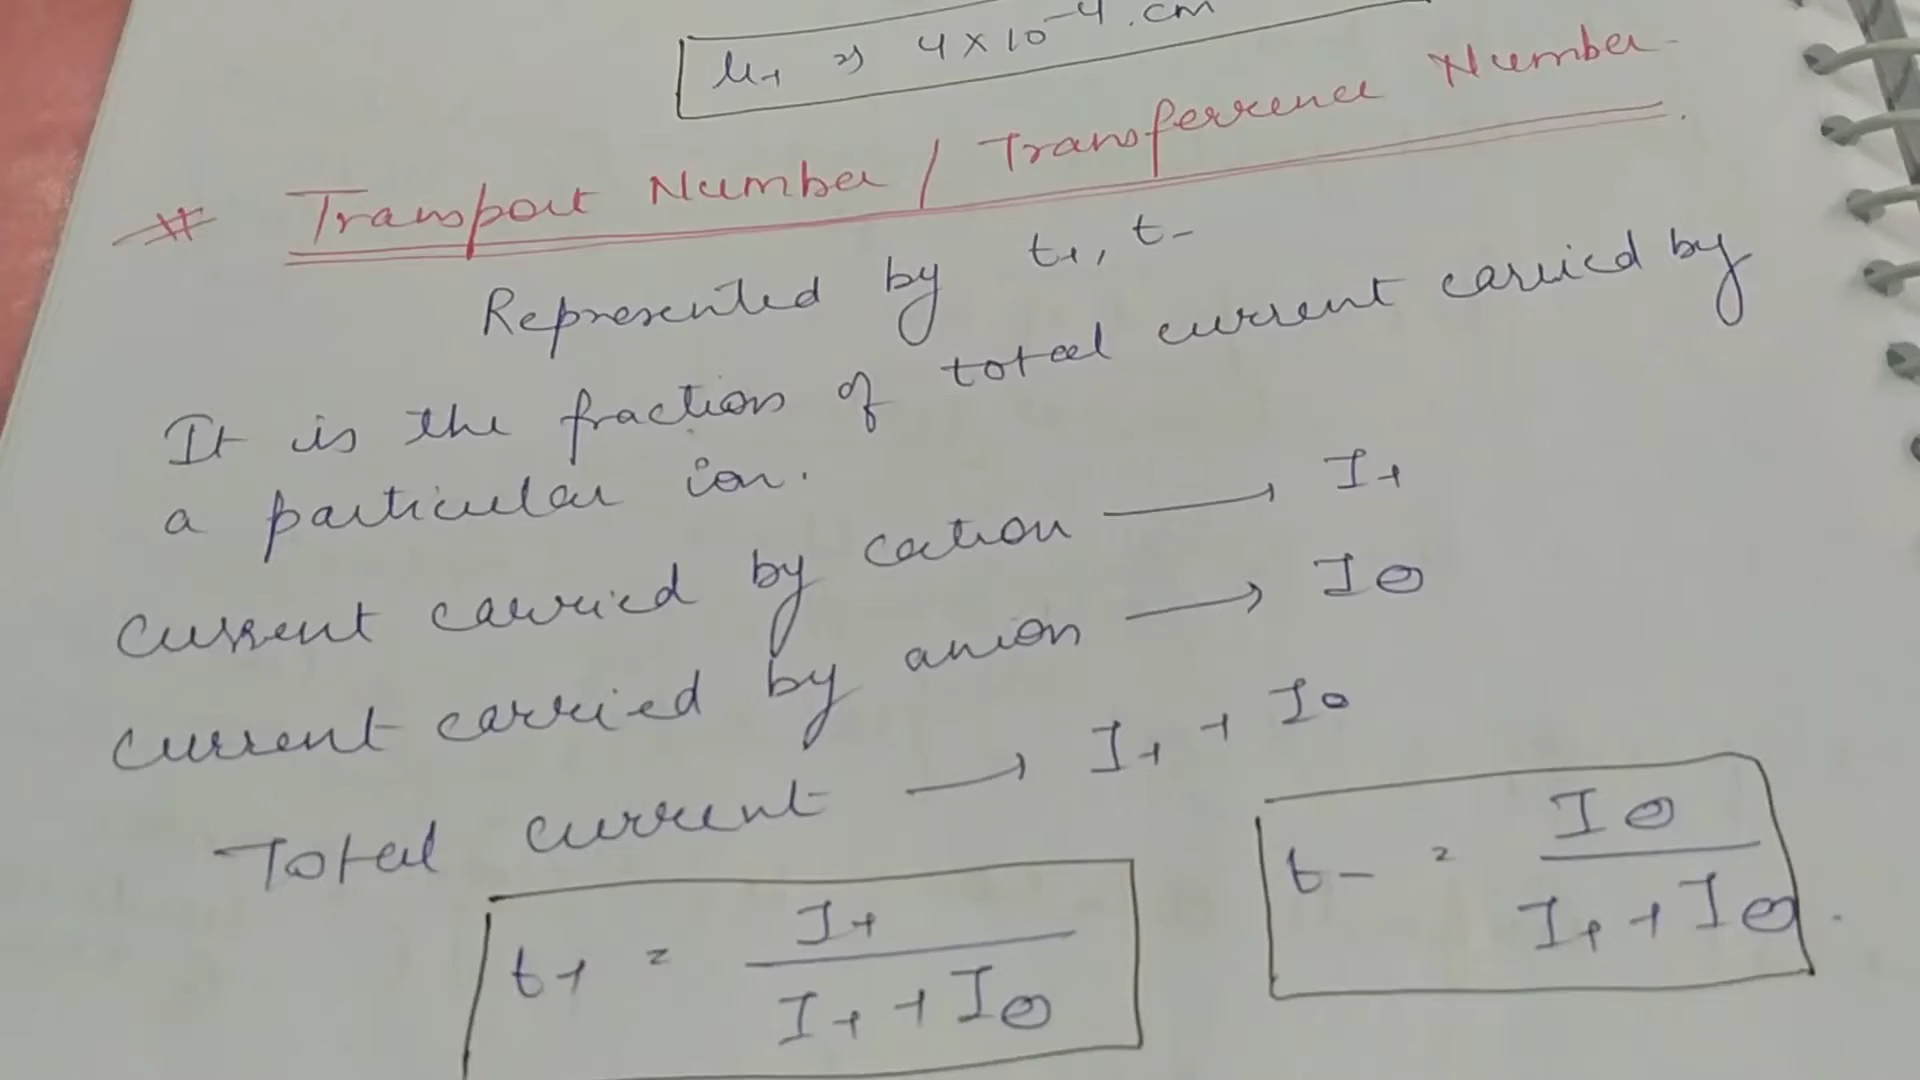 μ+ => 4 × 10⁻⁴ . cm
# Transport Number / Transference Number
Represented by t+, t-
It is the fraction of total current carried by
a particular ion.
Current carried by cation ⟶ I+
Current carried by anion ⟶ I⊖
Total current ⟶ I+ + I⊖
t+ = I+ / (I+ + I⊖)
t- = I⊖ / (I+ + I⊖)